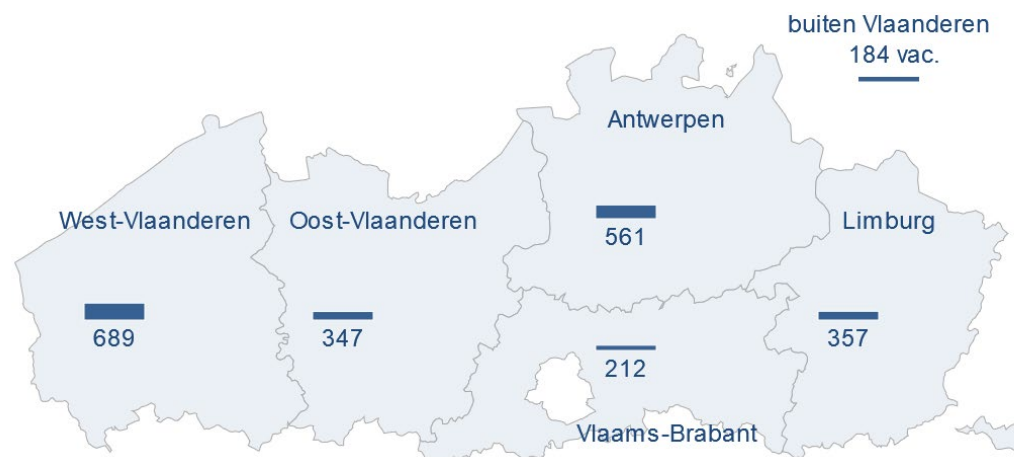 buiten Vlaanderen
184 vac.
Antwerpen
561
West-Vlaanderen
689
Oost-Vlaanderen
347
Limburg
357
212
Vlaams-Brabant